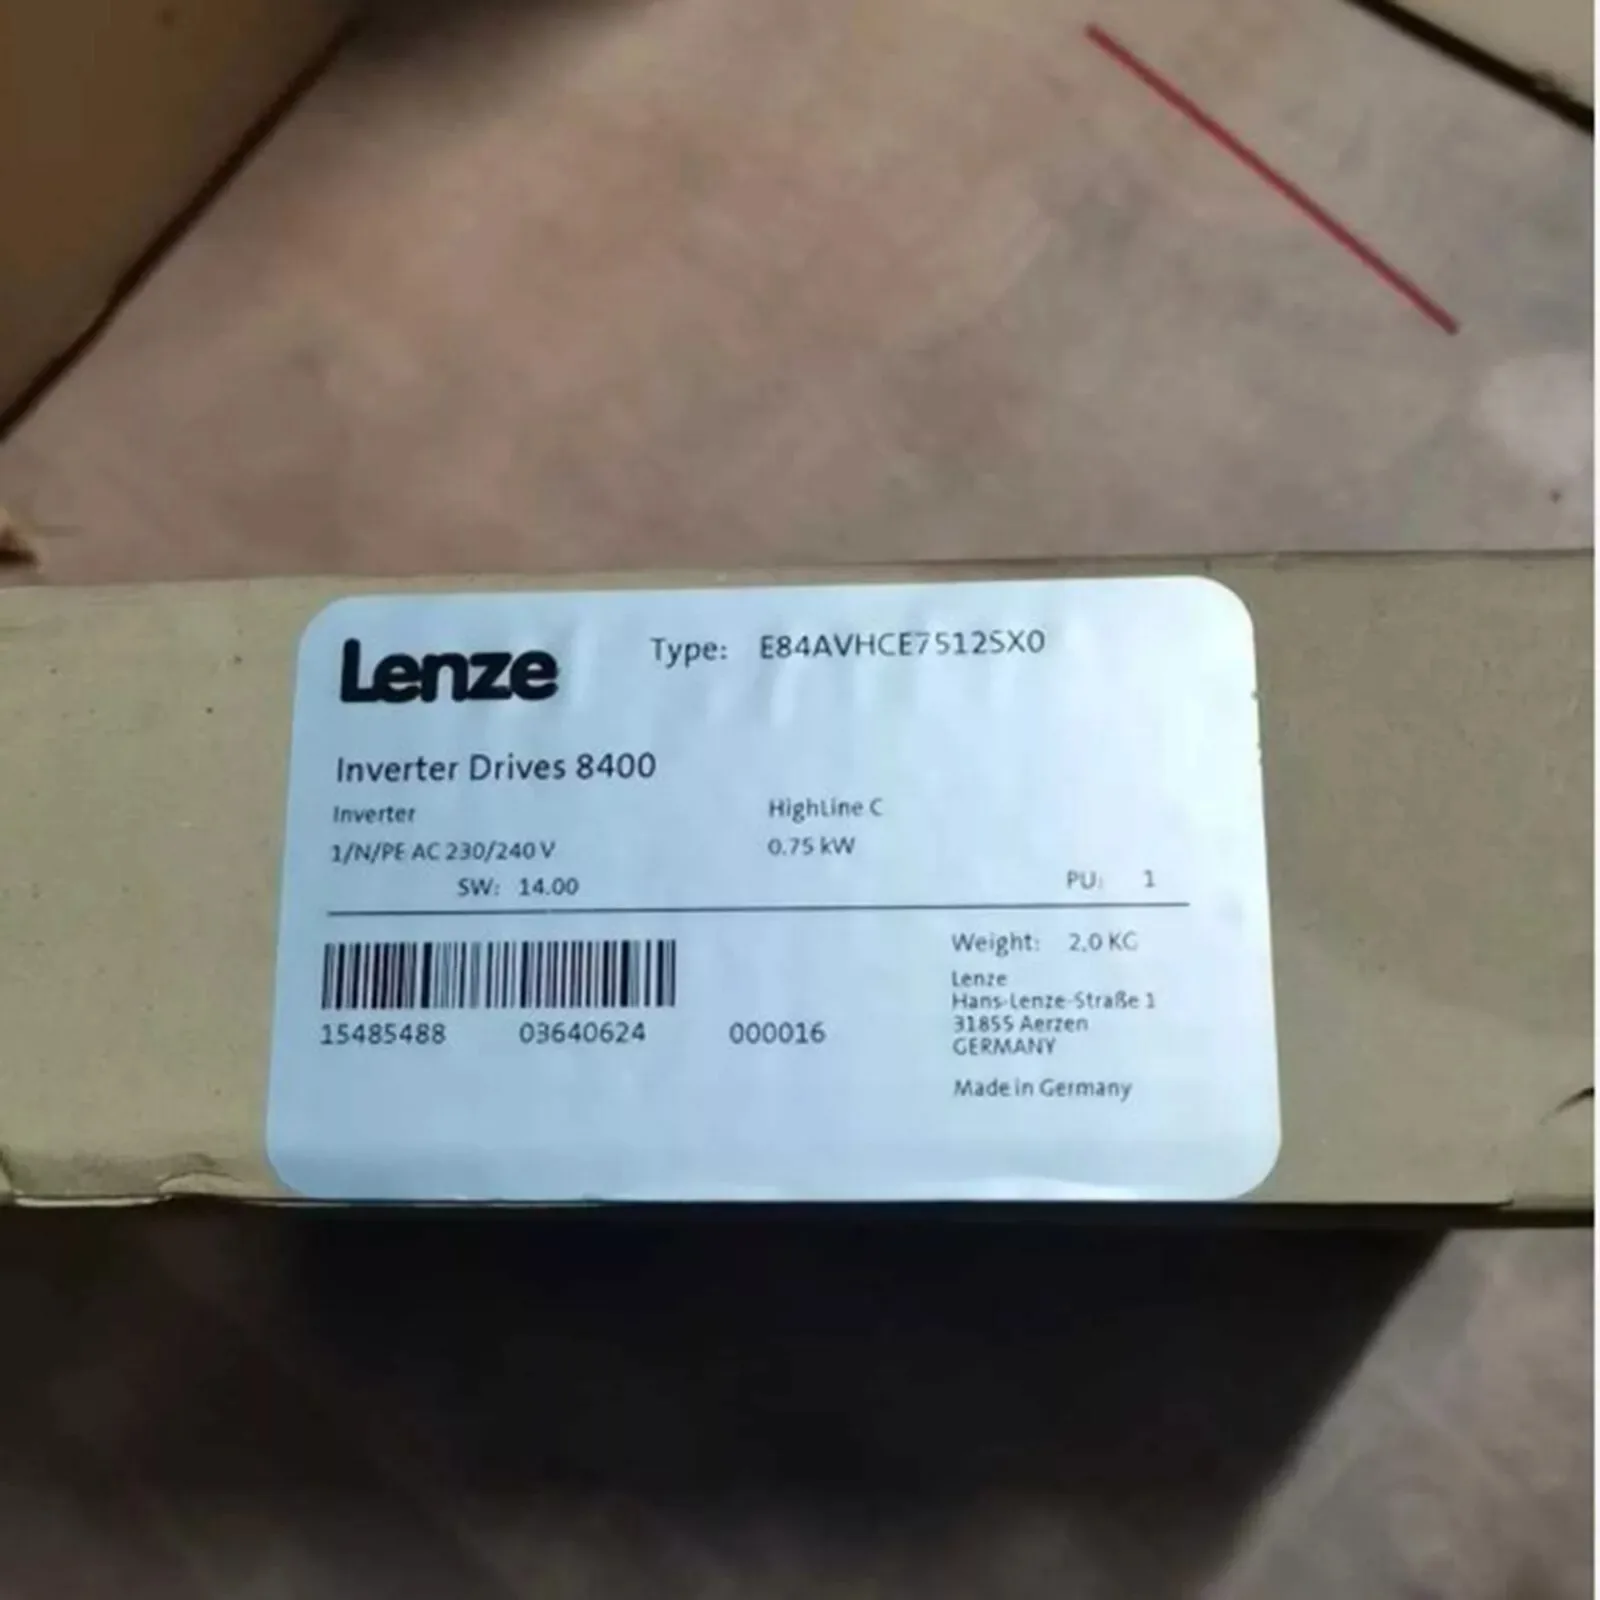 Lenze Type: E84AVHCE7512SX0
Inverter Drives 8400
Inverter HighLine C
1/N/PE AC 230/240 V 0.75 kW
SW: 14.00 PU: 1
Weight: 2,0 KG
Lenze
Hans-Lenze-Straße 1
31855 Aerzen
GERMANY
Made in Germany
15485488 03640624 000016